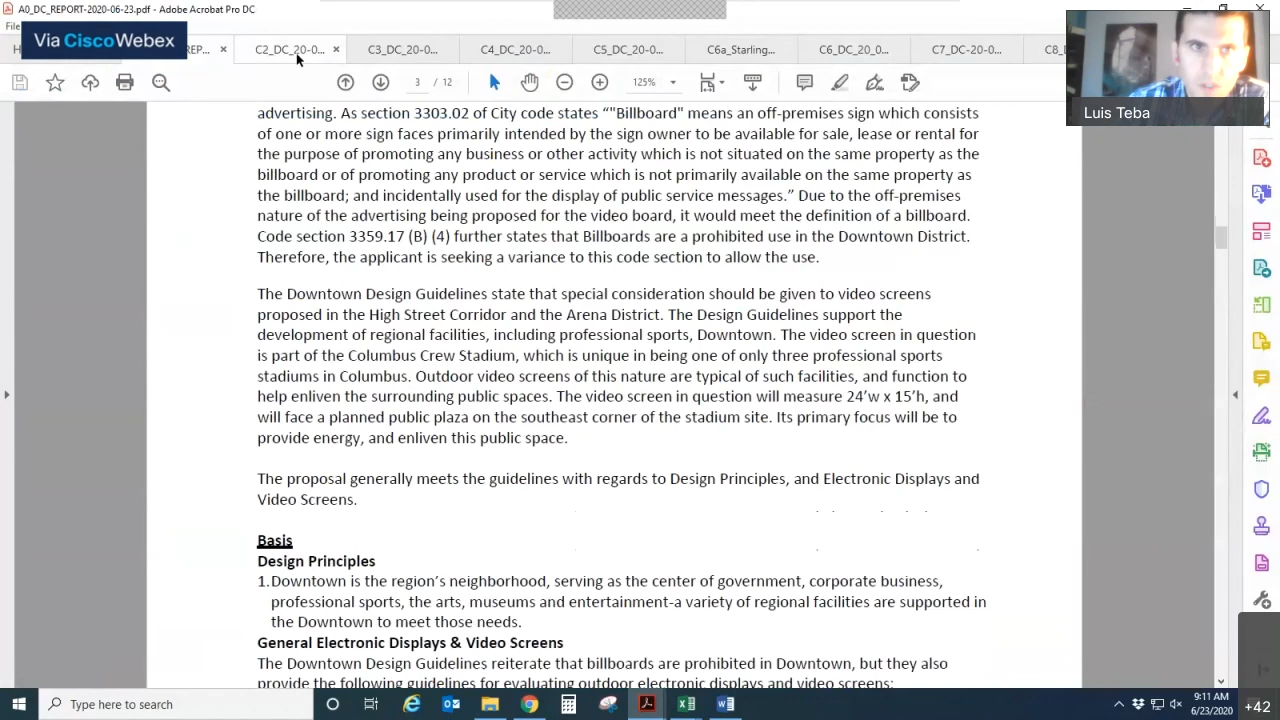 A0_DC_REPORT-2020-06-23.pdf - Adobe Acrobat Pro DC
Via CiscoWebex
C2_DC_20-0...
C3_DC_20-0...
C4_DC_20-0...
C5_DC_20-0...
C6a_Starling...
C6_DC_20_0...
C7_DC-20-0...
3 / 12
125%
Luis Teba
advertising. As section 3303.02 of City code states “"Billboard" means an off-premises sign which consists
of one or more sign faces primarily intended by the sign owner to be available for sale, lease or rental for
the purpose of promoting any business or other activity which is not situated on the same property as the
billboard or of promoting any product or service which is not primarily available on the same property as
the billboard; and incidentally used for the display of public service messages.” Due to the off-premises
nature of the advertising being proposed for the video board, it would meet the definition of a billboard.
Code section 3359.17 (B) (4) further states that Billboards are a prohibited use in the Downtown District.
Therefore, the applicant is seeking a variance to this code section to allow the use.
The Downtown Design Guidelines state that special consideration should be given to video screens
proposed in the High Street Corridor and the Arena District. The Design Guidelines support the
development of regional facilities, including professional sports, Downtown. The video screen in question
is part of the Columbus Crew Stadium, which is unique in being one of only three professional sports
stadiums in Columbus. Outdoor video screens of this nature are typical of such facilities, and function to
help enliven the surrounding public spaces. The video screen in question will measure 24’w x 15’h, and
will face a planned public plaza on the southeast corner of the stadium site. Its primary focus will be to
provide energy, and enliven this public space.
The proposal generally meets the guidelines with regards to Design Principles, and Electronic Displays and
Video Screens.
Basis
Design Principles
1.Downtown is the region’s neighborhood, serving as the center of government, corporate business,
professional sports, the arts, museums and entertainment-a variety of regional facilities are supported in
the Downtown to meet those needs.
General Electronic Displays & Video Screens
The Downtown Design Guidelines reiterate that billboards are prohibited in Downtown, but they also
provide the following guidelines for evaluating outdoor electronic displays and video screens:
Type here to search
9:11 AM
6/23/2020
+42